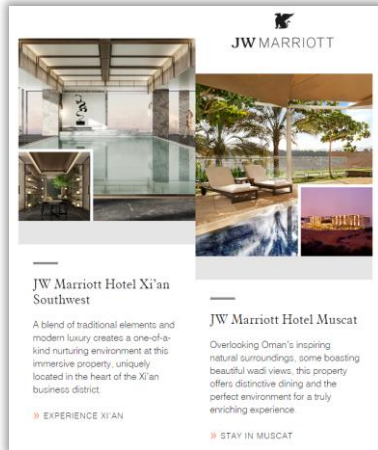 JW MARRIOTT
JW Marriott Hotel Xi'an
Southwest
A blend of traditional elements and
modern luxury creates a one-of-a-
kind nurturing environment at this
immersive property, uniquely
located in the heart of the Xi'an
business district.
» EXPERIENCE XI'AN
JW Marriott Hotel Muscat
Overlooking Oman's inspiring
natural surroundings, some boasting
beautiful wadi views, this property
offers distinctive dining and the
perfect environment for a truly
enriching experience.
» STAY IN MUSCAT